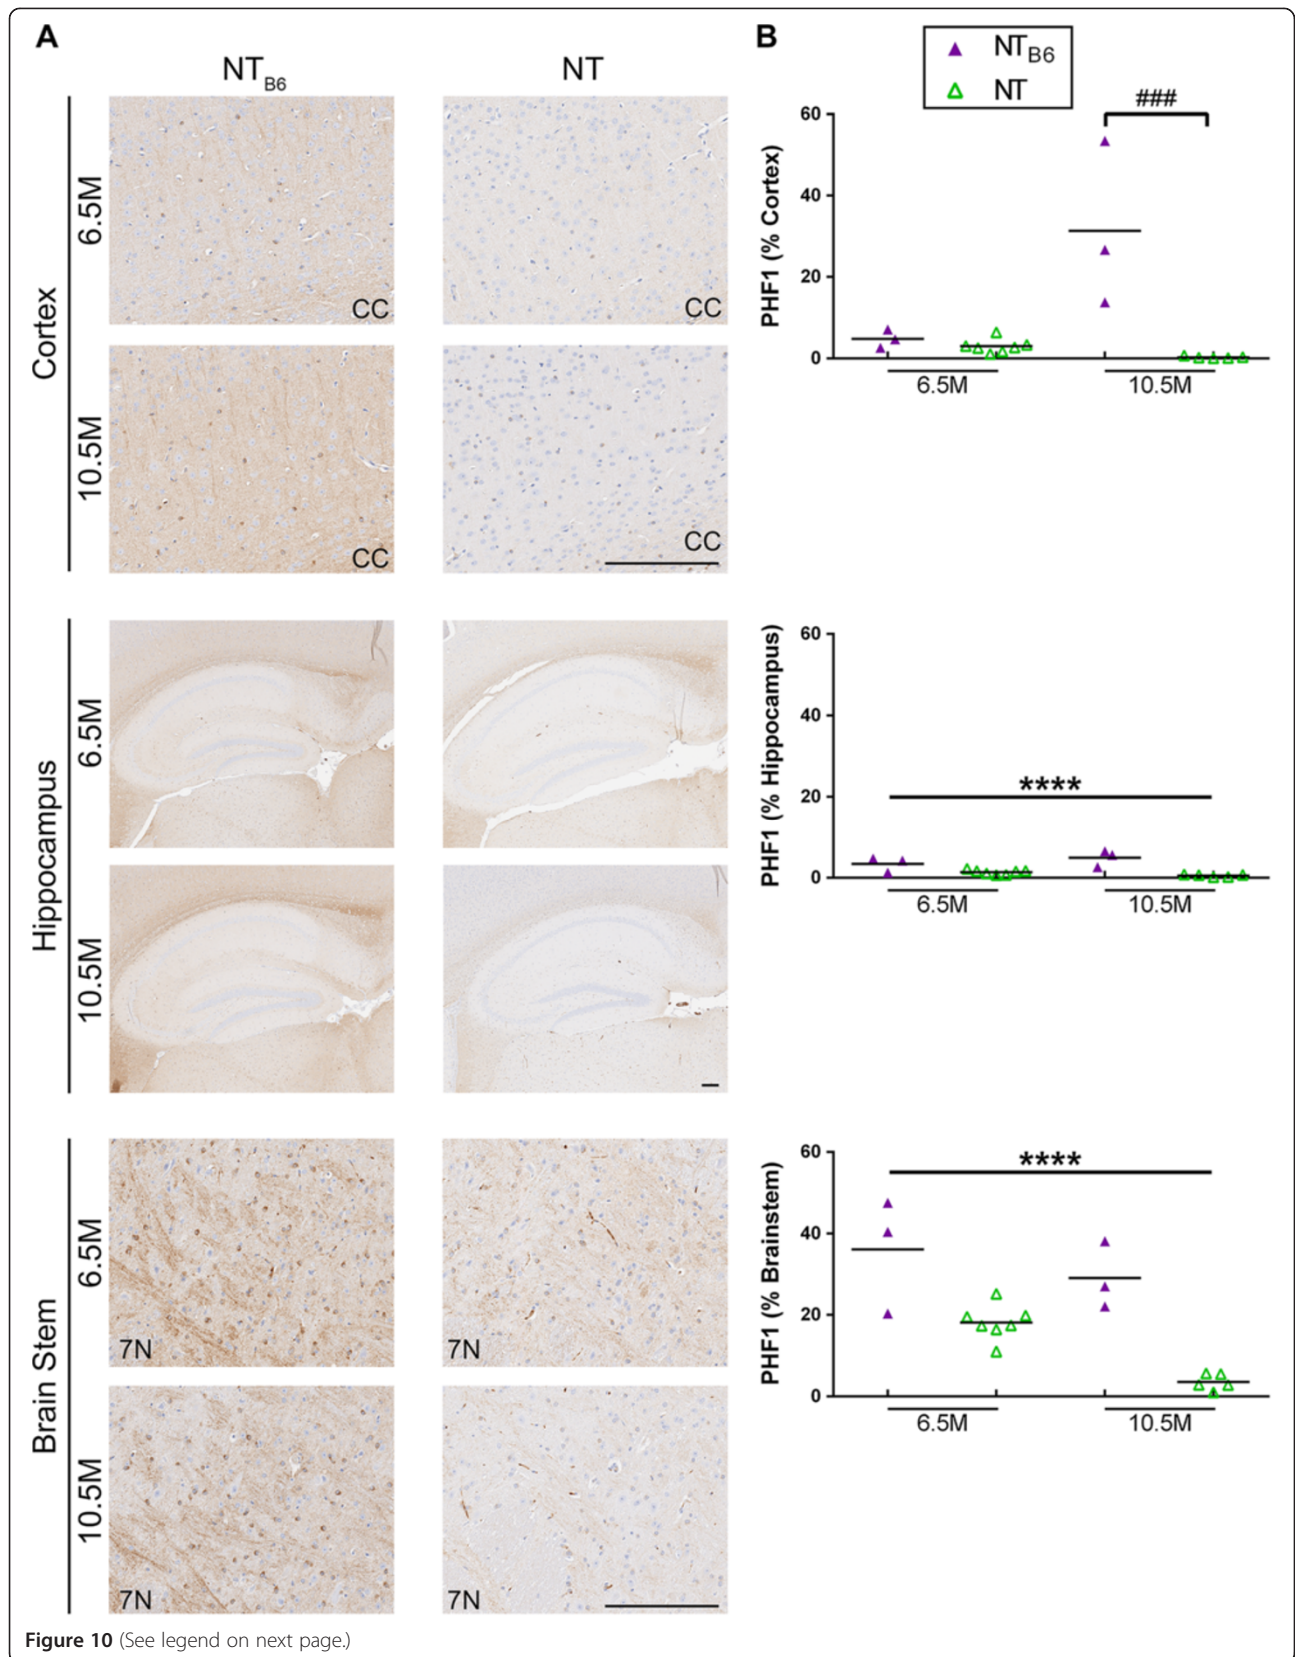 A
NTB6
NT
Cortex
6.5M
CC
CC
10.5M
CC
CC
Hippocampus
6.5M
10.5M
Brain Stem
6.5M
7N
7N
10.5M
7N
7N
B
NTB6
NT
PHF1 (% Cortex)
60
40
20
0
###
6.5M
10.5M
PHF1 (% Hippocampus)
60
40
20
0
****
6.5M
10.5M
PHF1 (% Brainstem)
60
40
20
0
****
6.5M
10.5M
Figure 10 (See legend on next page.)